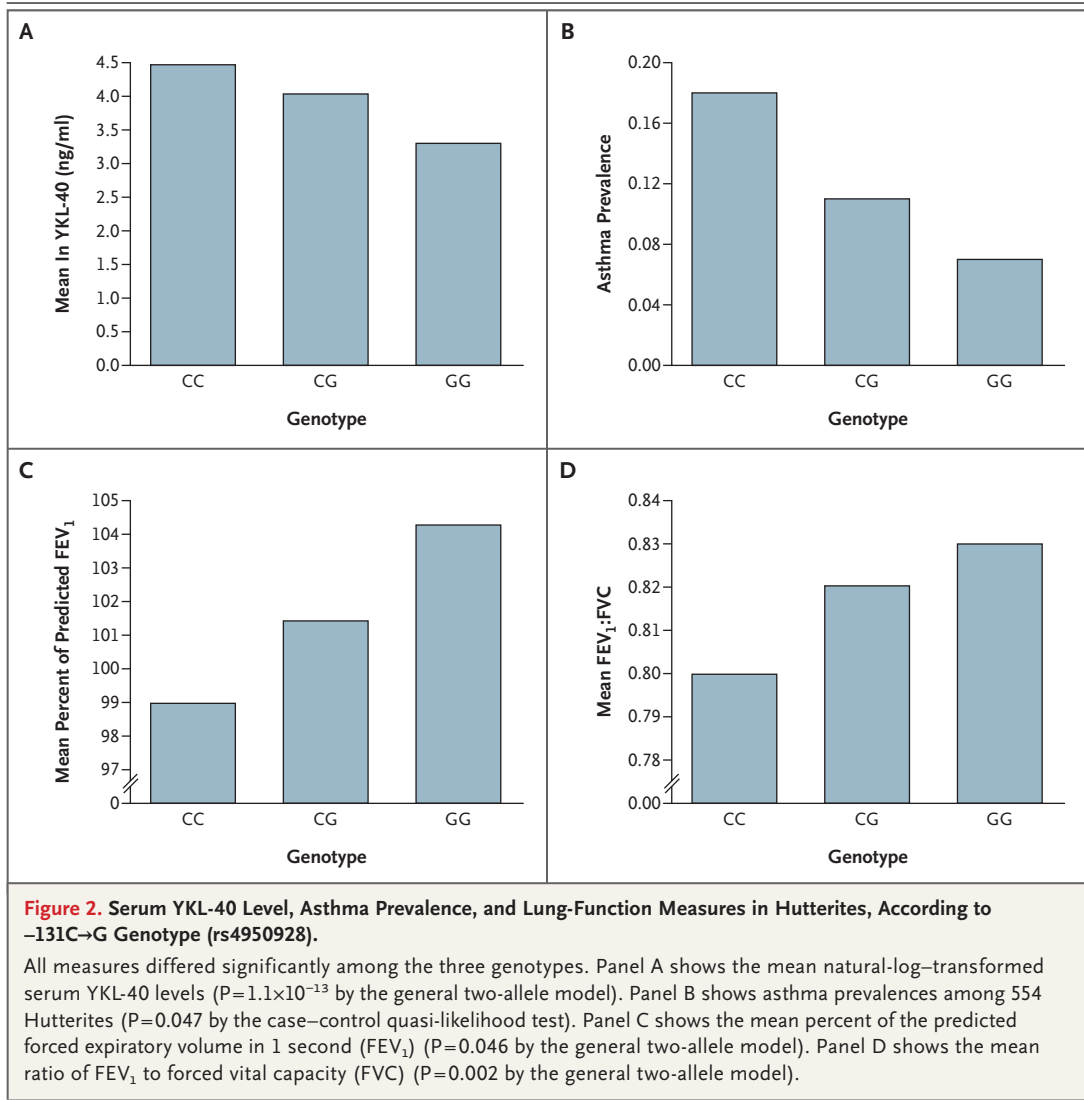 A
Mean ln YKL-40 (ng/ml)
4.5
4.0
3.5
3.0
2.5
2.0
1.5
1.0
0.5
0.0
CC CG GG
Genotype
B
Asthma Prevalence
0.20
0.16
0.12
0.08
0.04
0.00
CC CG GG
Genotype
C
Mean Percent of Predicted FEV₁
105
104
103
102
101
100
99
98
97
0
CC CG GG
Genotype
D
Mean FEV₁:FVC
0.84
0.83
0.82
0.81
0.80
0.79
0.78
0.00
CC CG GG
Genotype
Figure 2. Serum YKL-40 Level, Asthma Prevalence, and Lung-Function Measures in Hutterites, According to
−131C→G Genotype (rs4950928).
All measures differed significantly among the three genotypes. Panel A shows the mean natural-log–transformed
serum YKL-40 levels (P=1.1×10⁻¹³ by the general two-allele model). Panel B shows asthma prevalences among 554
Hutterites (P=0.047 by the case–control quasi-likelihood test). Panel C shows the mean percent of the predicted
forced expiratory volume in 1 second (FEV₁) (P=0.046 by the general two-allele model). Panel D shows the mean
ratio of FEV₁ to forced vital capacity (FVC) (P=0.002 by the general two-allele model).